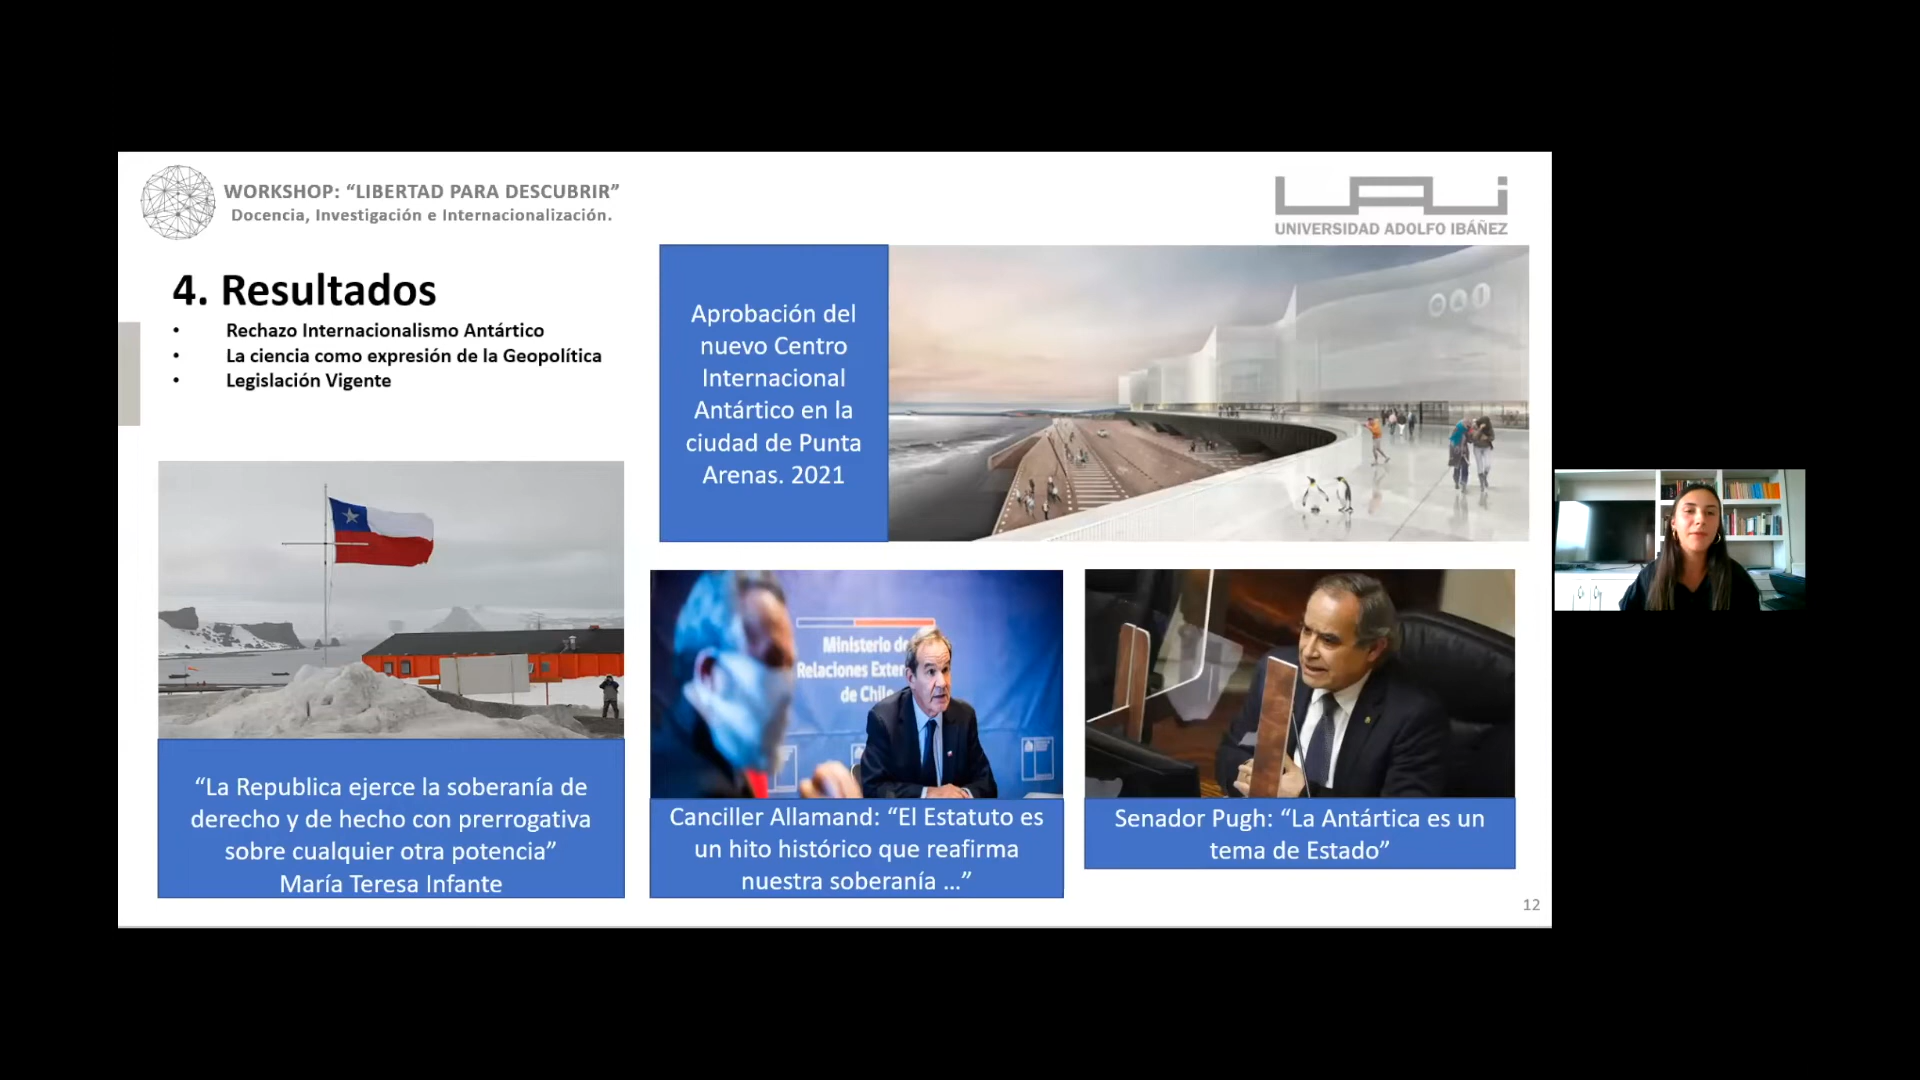 WORKSHOP: “LIBERTAD PARA DESCUBRIR”
Docencia, Investigación e Internacionalización.
UAI
UNIVERSIDAD ADOLFO IBÁÑEZ
4. Resultados
• Rechazo Internacionalismo Antártico
• La ciencia como expresión de la Geopolítica
• Legislación Vigente
Aprobación del
nuevo Centro
Internacional
Antártico en la
ciudad de Punta
Arenas. 2021
CAI
“La Republica ejerce la soberanía de
derecho y de hecho con prerrogativa
sobre cualquier otra potencia”
María Teresa Infante
Ministerio de
Relaciones Exter
de Chile
Canciller Allamand: “El Estatuto es
un hito histórico que reafirma
nuestra soberanía ...”
Senador Pugh: “La Antártica es un
tema de Estado”
12